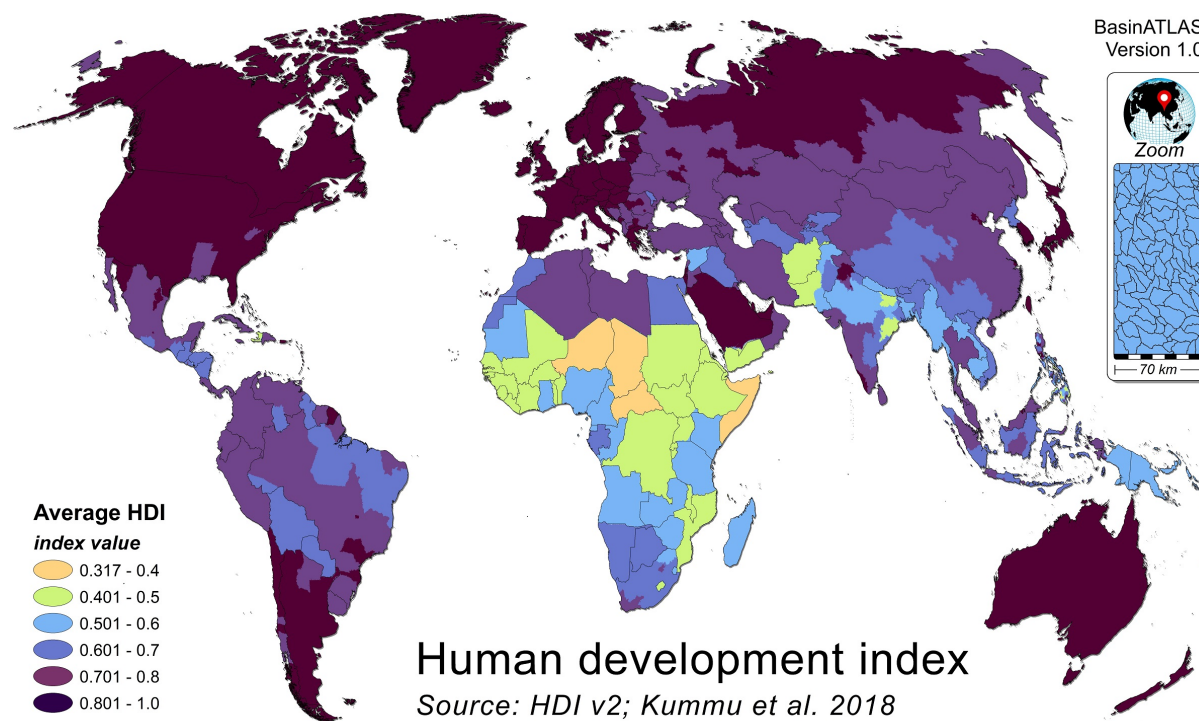 BasinATLAS
Version 1.0
Zoom
70 km
Average HDI
index value
0.317 - 0.4
0.401 - 0.5
0.501 - 0.6
0.601 - 0.7
0.701 - 0.8
0.801 - 1.0
Human development index
Source: HDI v2; Kummu et al. 2018